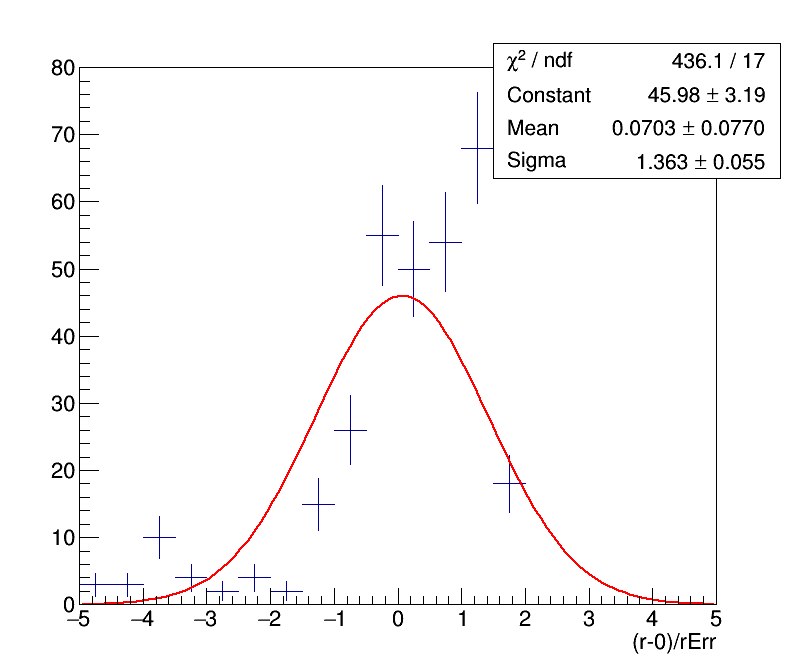 χ² / ndf 436.1 / 17
Constant 45.98 ± 3.19
Mean 0.0703 ± 0.0770
Sigma 1.363 ± 0.055
80
70
60
50
40
30
20
10
0
−5 −4 −3 −2 −1 0 1 2 3 4 5
(r-0)/rErr